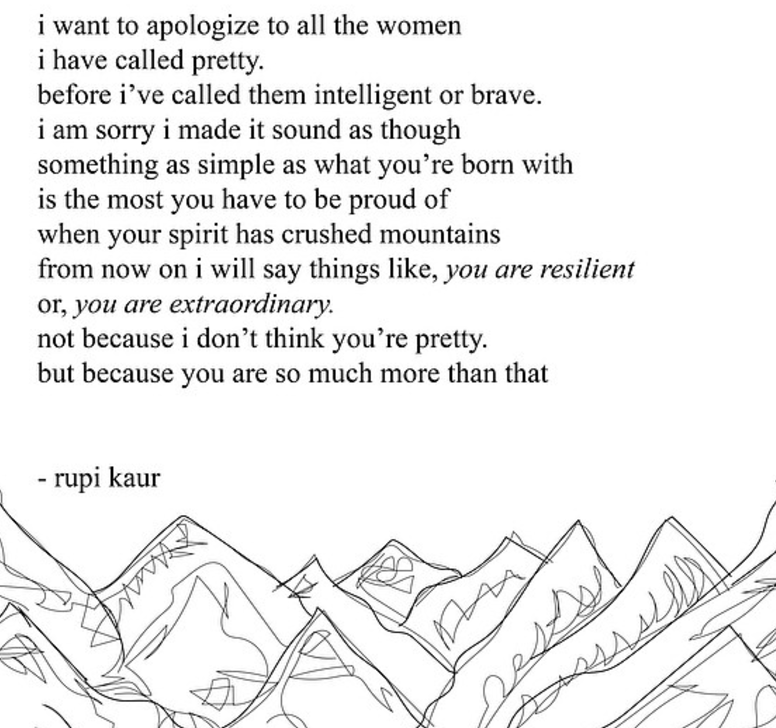 i want to apologize to all the women
i have called pretty.
before i’ve called them intelligent or brave.
i am sorry i made it sound as though
something as simple as what you’re born with
is the most you have to be proud of
when your spirit has crushed mountains
from now on i will say things like, you are resilient
or, you are extraordinary.
not because i don’t think you’re pretty.
but because you are so much more than that
- rupi kaur